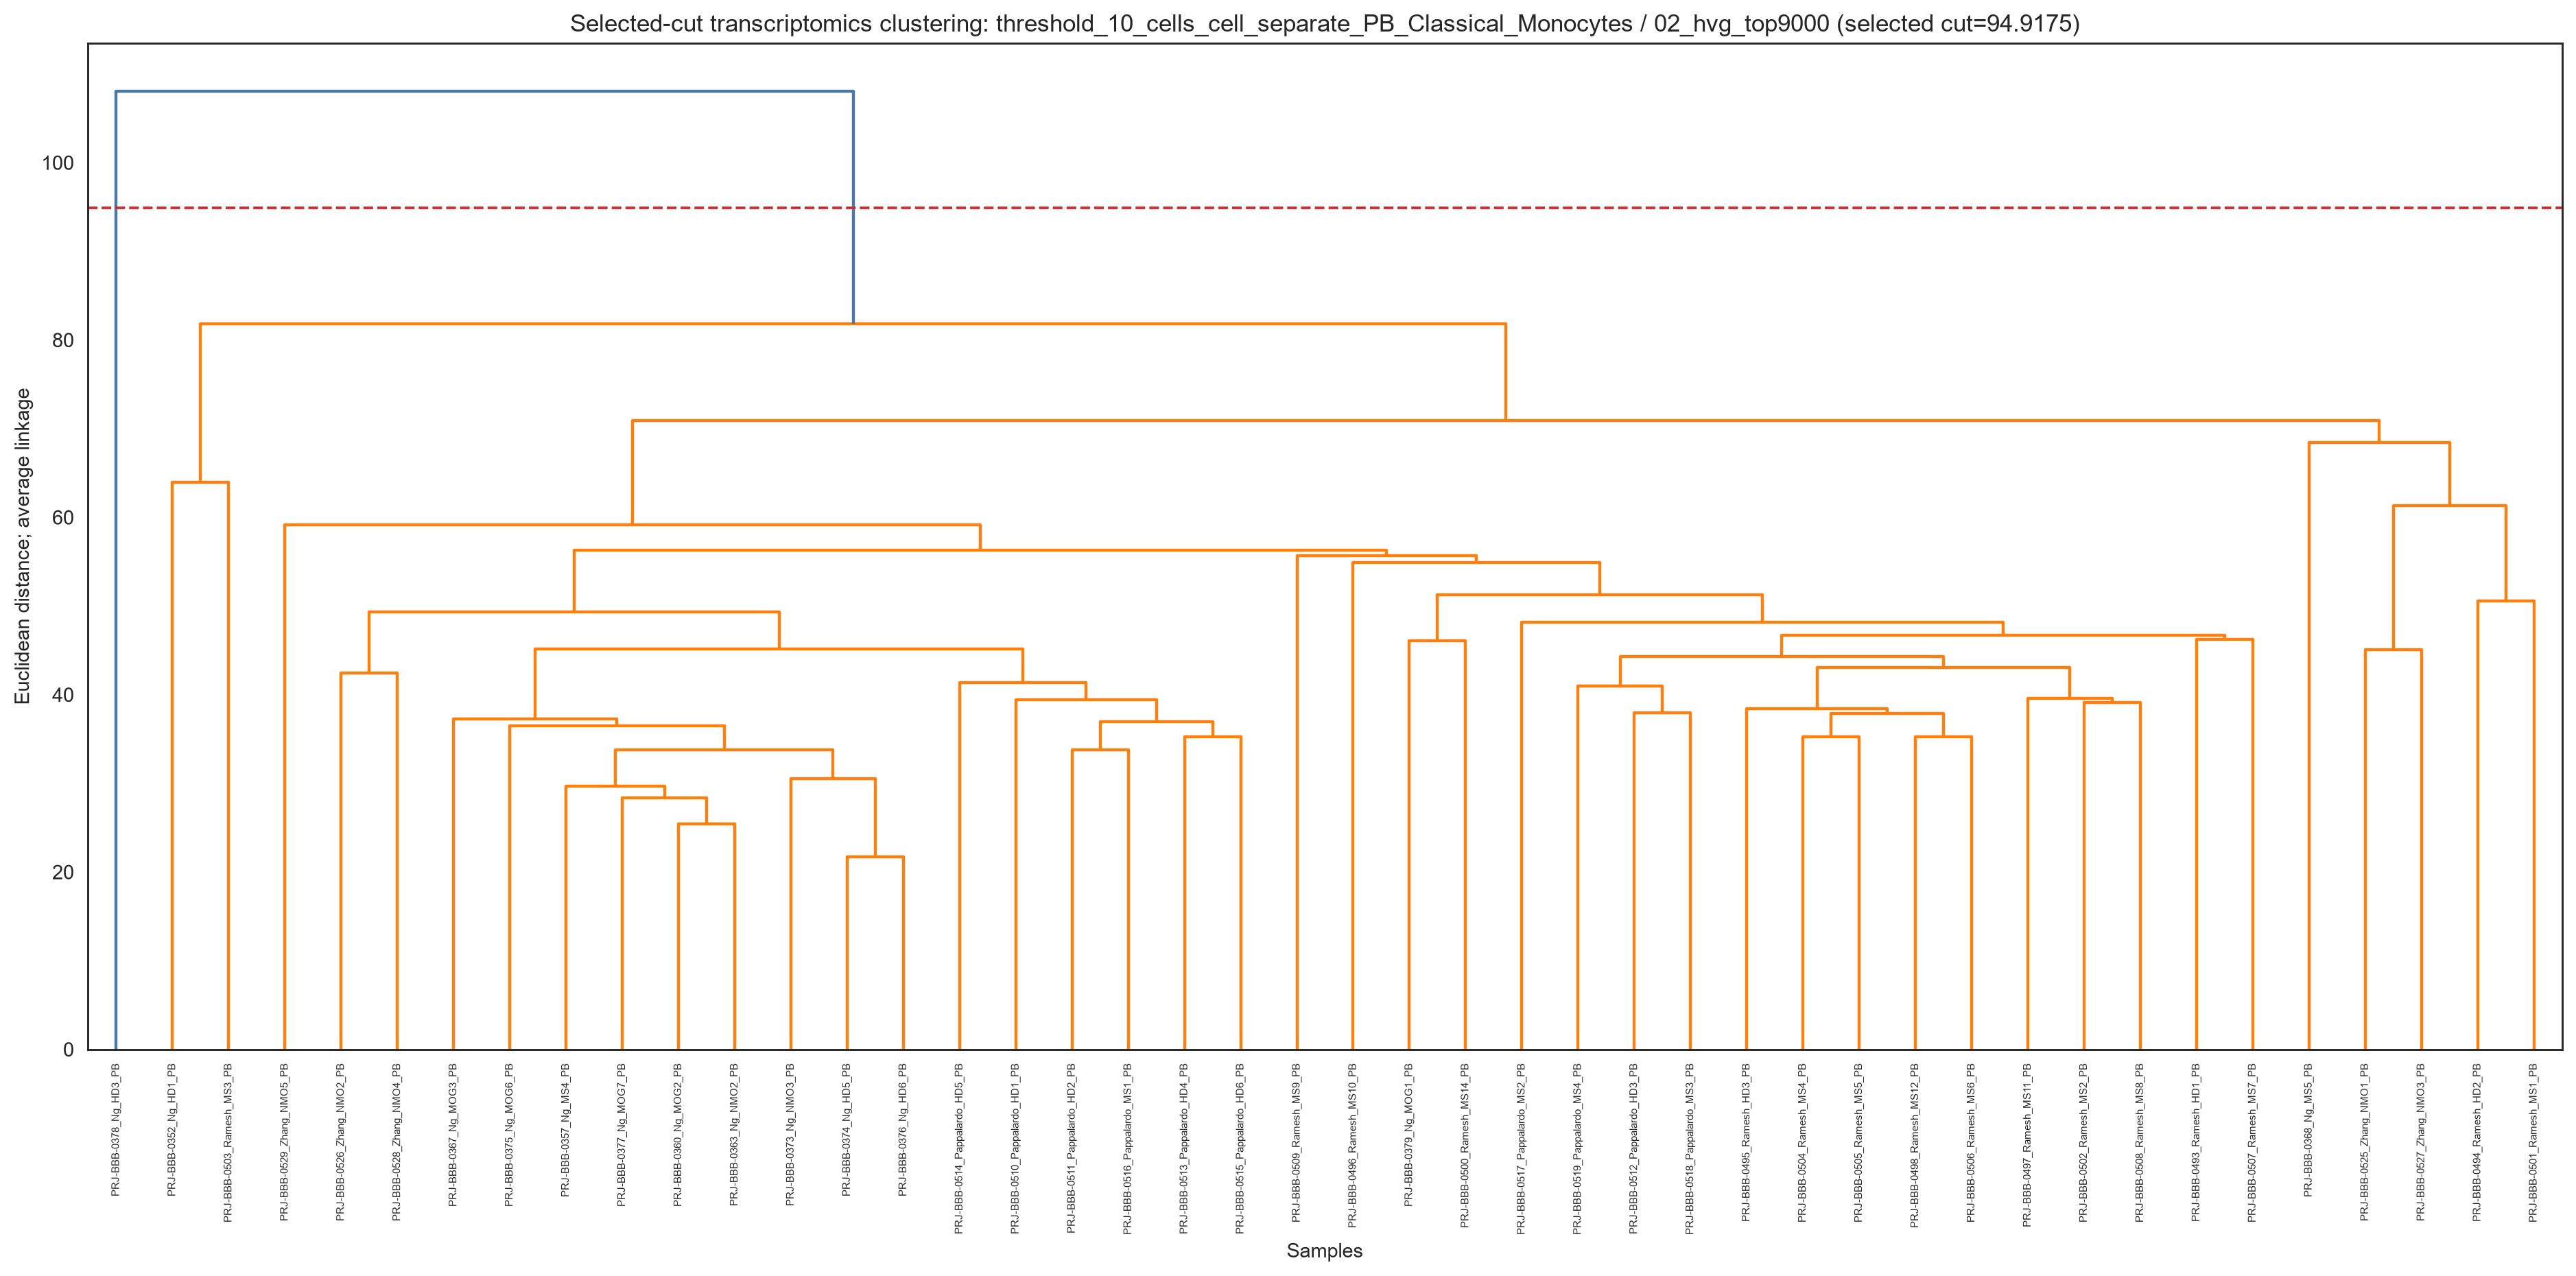 Selected-cut transcriptomics clustering: threshold_10_cells_cell_separate_PB_Classical_Monocytes / 02_hvg_top9000 (selected cut=94.9175)
Euclidean distance; average linkage
100
80
60
40
20
0
PRJ-BBB-0378_Ng_HD3_PB
PRJ-BBB-0352_Ng_HD1_PB
PRJ-BBB-0503_Ramesh_MS3_PB
PRJ-BBB-0529_Zhang_NMO5_PB
PRJ-BBB-0526_Zhang_NMO2_PB
PRJ-BBB-0528_Zhang_NMO4_PB
PRJ-BBB-0367_Ng_MOG3_PB
PRJ-BBB-0375_Ng_MOG6_PB
PRJ-BBB-0357_Ng_MS4_PB
PRJ-BBB-0377_Ng_MOG7_PB
PRJ-BBB-0360_Ng_MOG2_PB
PRJ-BBB-0363_Ng_NMO2_PB
PRJ-BBB-0373_Ng_NMO3_PB
PRJ-BBB-0374_Ng_HD5_PB
PRJ-BBB-0376_Ng_HD6_PB
PRJ-BBB-0514_Pappalardo_HD5_PB
PRJ-BBB-0510_Pappalardo_HD1_PB
PRJ-BBB-0511_Pappalardo_HD2_PB
PRJ-BBB-0516_Pappalardo_MS1_PB
PRJ-BBB-0513_Pappalardo_HD4_PB
PRJ-BBB-0515_Pappalardo_HD6_PB
PRJ-BBB-0509_Ramesh_MS9_PB
PRJ-BBB-0496_Ramesh_MS10_PB
PRJ-BBB-0379_Ng_MOG1_PB
PRJ-BBB-0500_Ramesh_MS14_PB
PRJ-BBB-0517_Pappalardo_MS2_PB
PRJ-BBB-0519_Pappalardo_MS4_PB
PRJ-BBB-0512_Pappalardo_HD3_PB
PRJ-BBB-0518_Pappalardo_MS3_PB
PRJ-BBB-0495_Ramesh_HD3_PB
PRJ-BBB-0504_Ramesh_MS4_PB
PRJ-BBB-0505_Ramesh_MS5_PB
PRJ-BBB-0498_Ramesh_MS12_PB
PRJ-BBB-0506_Ramesh_MS6_PB
PRJ-BBB-0497_Ramesh_MS11_PB
PRJ-BBB-0502_Ramesh_MS2_PB
PRJ-BBB-0508_Ramesh_MS8_PB
PRJ-BBB-0493_Ramesh_HD1_PB
PRJ-BBB-0507_Ramesh_MS7_PB
PRJ-BBB-0368_Ng_MS5_PB
PRJ-BBB-0525_Zhang_NMO1_PB
PRJ-BBB-0527_Zhang_NMO3_PB
PRJ-BBB-0494_Ramesh_HD2_PB
PRJ-BBB-0501_Ramesh_MS1_PB
Samples